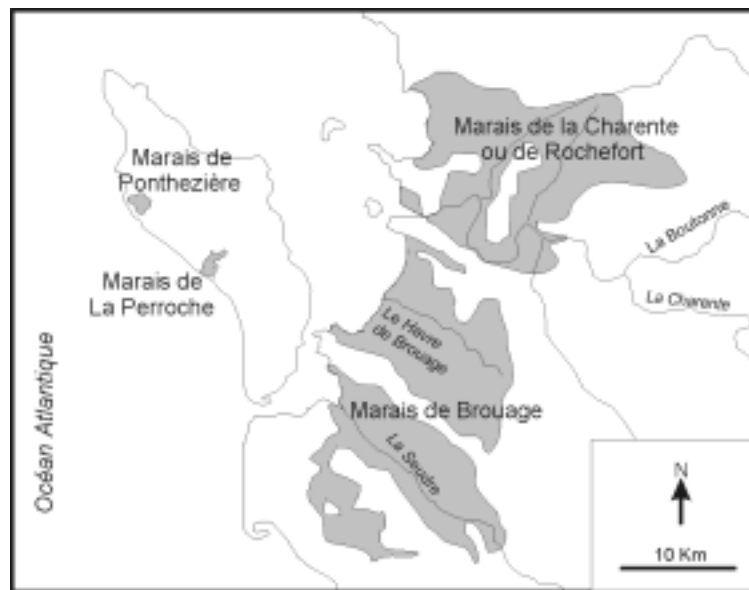 Marais de la Charente
ou de Rochefort
Marais de
Ponthezière
La Boutonne
Marais de
La Perroche
La Charente
Le Havre
de Brouage
Océan Atlantique
Marais de Brouage
La Seudre
N
10 Km